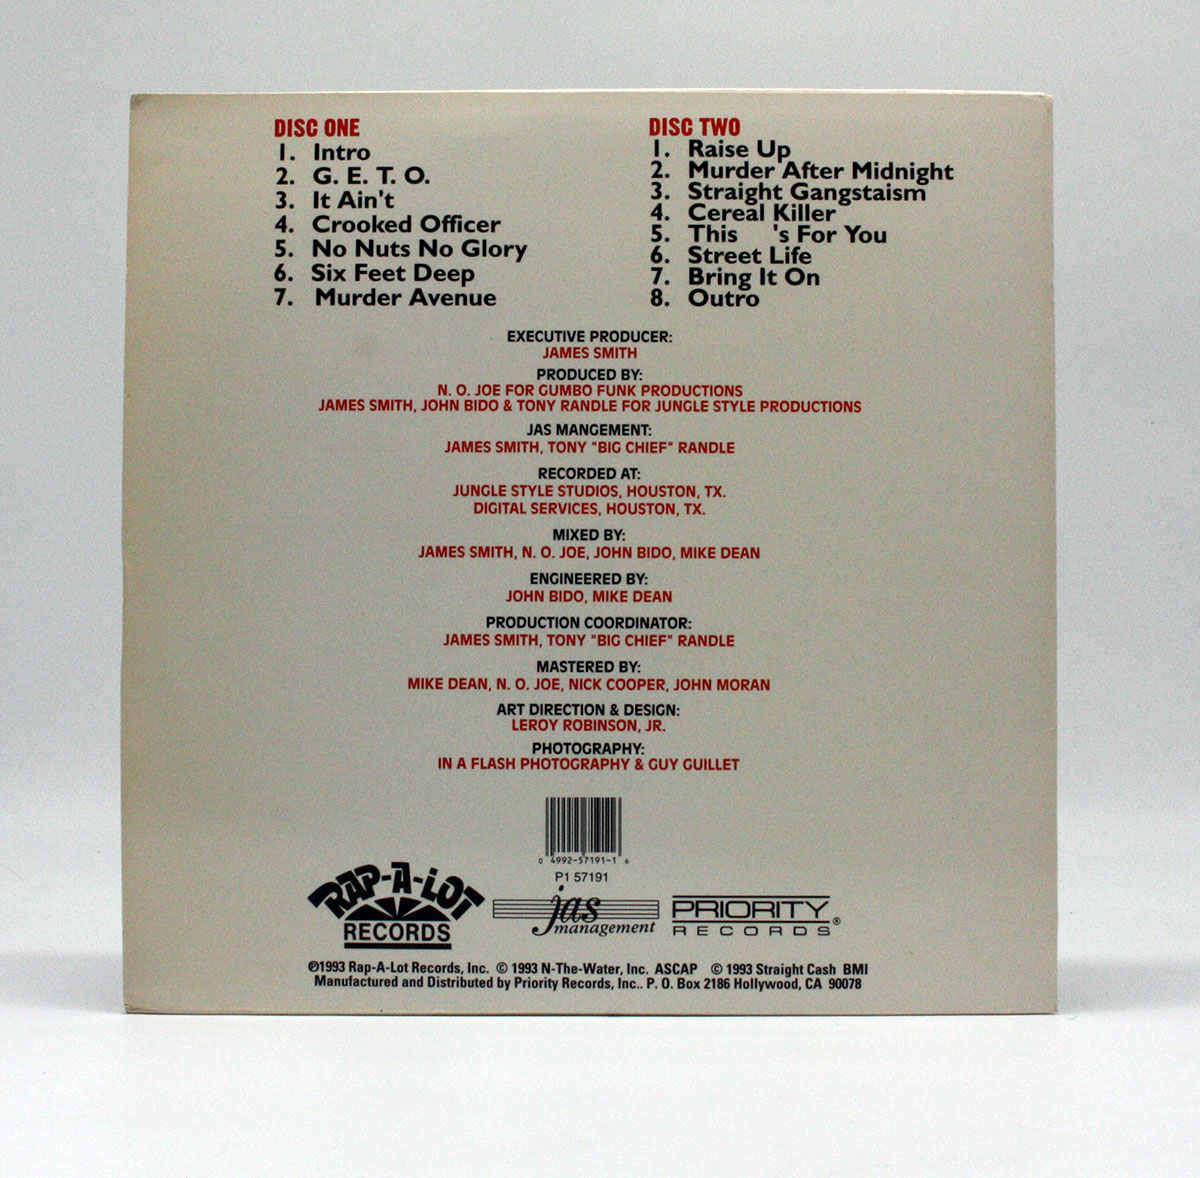 DISC ONE
1. Intro
2. G. E. T. O.
3. It Ain't
4. Crooked Officer
5. No Nuts No Glory
6. Six Feet Deep
7. Murder Avenue
DISC TWO
1. Raise Up
2. Murder After Midnight
3. Straight Gangstaism
4. Cereal Killer
5. This 's For You
6. Street Life
7. Bring It On
8. Outro
EXECUTIVE PRODUCER:
JAMES SMITH
PRODUCED BY:
N. O. JOE FOR GUMBO FUNK PRODUCTIONS
JAMES SMITH, JOHN BIDO & TONY RANDLE FOR JUNGLE STYLE PRODUCTIONS
JAS MANGEMENT:
JAMES SMITH, TONY "BIG CHIEF" RANDLE
RECORDED AT:
JUNGLE STYLE STUDIOS, HOUSTON, TX.
DIGITAL SERVICES, HOUSTON, TX.
MIXED BY:
JAMES SMITH, N. O. JOE, JOHN BIDO, MIKE DEAN
ENGINEERED BY:
JOHN BIDO, MIKE DEAN
PRODUCTION COORDINATOR:
JAMES SMITH, TONY "BIG CHIEF" RANDLE
MASTERED BY:
MIKE DEAN, N. O. JOE, NICK COOPER, JOHN MORAN
ART DIRECTION & DESIGN:
LEROY ROBINSON, JR.
PHOTOGRAPHY:
IN A FLASH PHOTOGRAPHY & GUY GUILLET
0 4992-57191-1 6
P1 57191
RAP-A-LOT
RECORDS
jas
management
PRIORITY
RECORDS®
℗1993 Rap-A-Lot Records, Inc. © 1993 N-The-Water, Inc. ASCAP © 1993 Straight Cash BMI
Manufactured and Distributed by Priority Records, Inc.. P. O. Box 2186 Hollywood, CA 90078